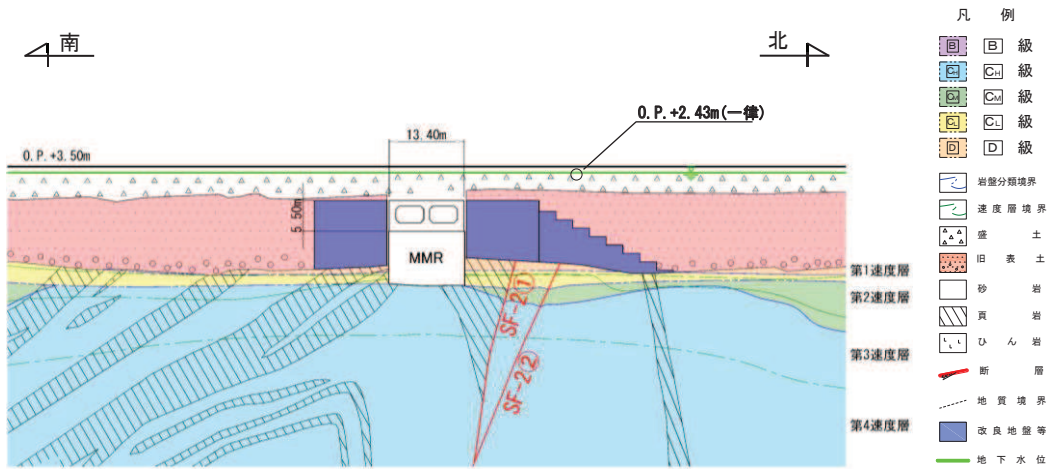 南
北
O.P.+2.43m(一律)
13.40m
O.P.+3.50m
5.50m
MMR
SF-2①
SF-2②
第1速度層
第2速度層
第3速度層
第4速度層
凡 例
B B 級
CH CH 級
CM CM 級
CL CL 級
D D 級
岩盤分類境界
速度層境界
盛 土
旧 表 土
砂 岩
頁 岩
ひ ん 岩
断 層
地 質 境 界
改 良 地 盤 等
地 下 水 位